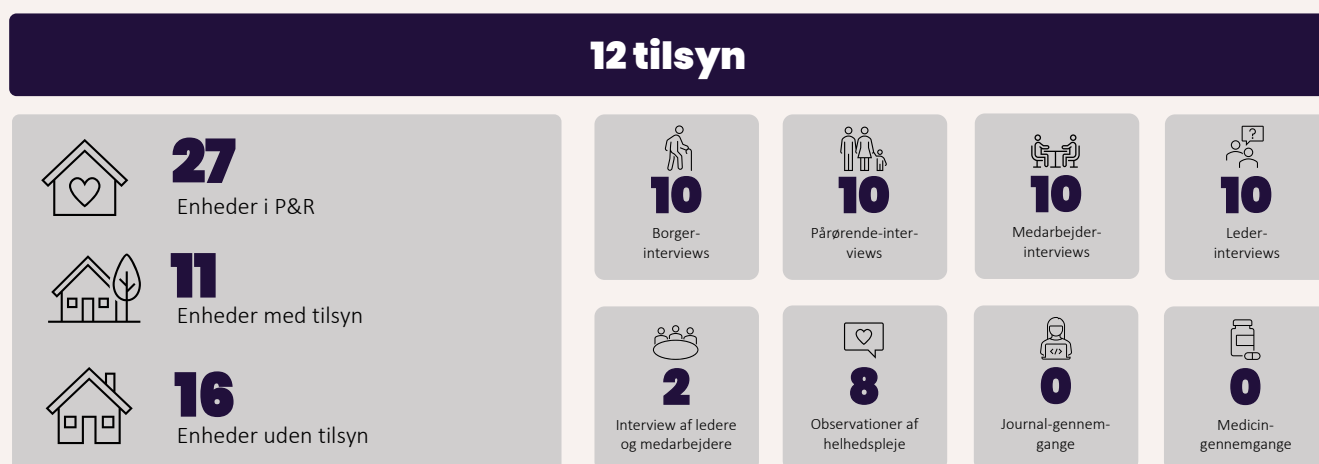 12 tilsyn
27
Enheder i P&R
11
Enheder med tilsyn
16
Enheder uden tilsyn
10
Borger-
interviews
10
Pårørende-inter-
views
10
Medarbejder-
interviews
?
10
Leder-
interviews
2
Interview af ledere
og medarbejdere
8
Observationer af
helhedspleje
</>
0
Journal-gennem-
gange
0
Medicin-
gennemgange